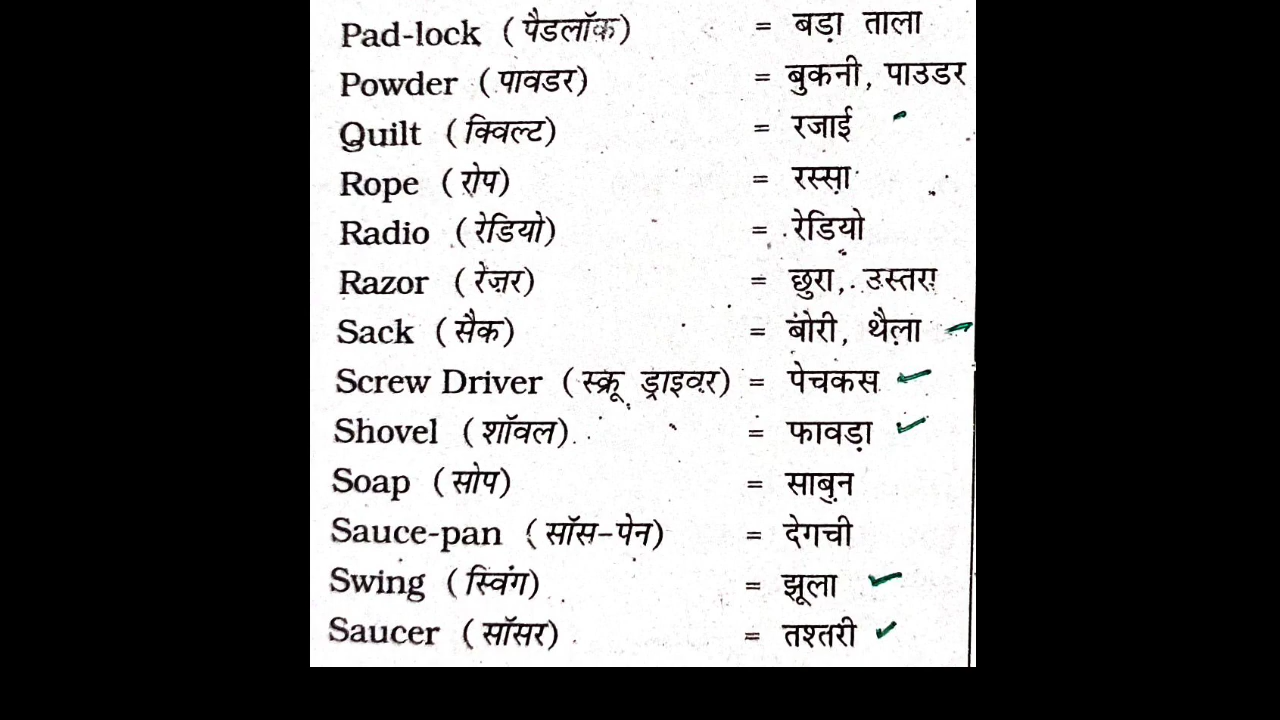 Pad-lock (पैडलॉक) = बड़ा ताला
Powder (पावडर) = बुकनी, पाउडर
Quilt (क्विल्ट) = रजाई
Rope (रोप) = रस्सा
Radio (रेडियो) = रेडियो
Razor (रेज़र) = छुरा, उस्तरा
Sack (सैक) = बोरी, थैला
Screw Driver (स्क्रू ड्राइवर) = पेचकस
Shovel (शॉवल) = फावड़ा
Soap (सोप) = साबुन
Sauce-pan (सॉस-पेन) = देगची
Swing (स्विंग) = झूला
Saucer (सॉसर) = तश्तरी